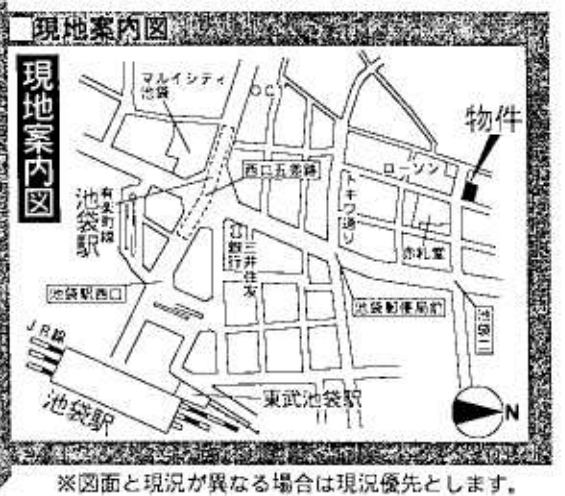 現地案内図
現地案内図
マルイシティ
池袋
OC
物件
西口五差路
ローソン
トキワ通り
有楽町線
池袋駅
三井住友
銀行
赤札堂
池袋駅西口
池袋郵便局前
池袋二
JR線
池袋駅
東武池袋駅
N
※図面と現況が異なる場合は現況優先とします。